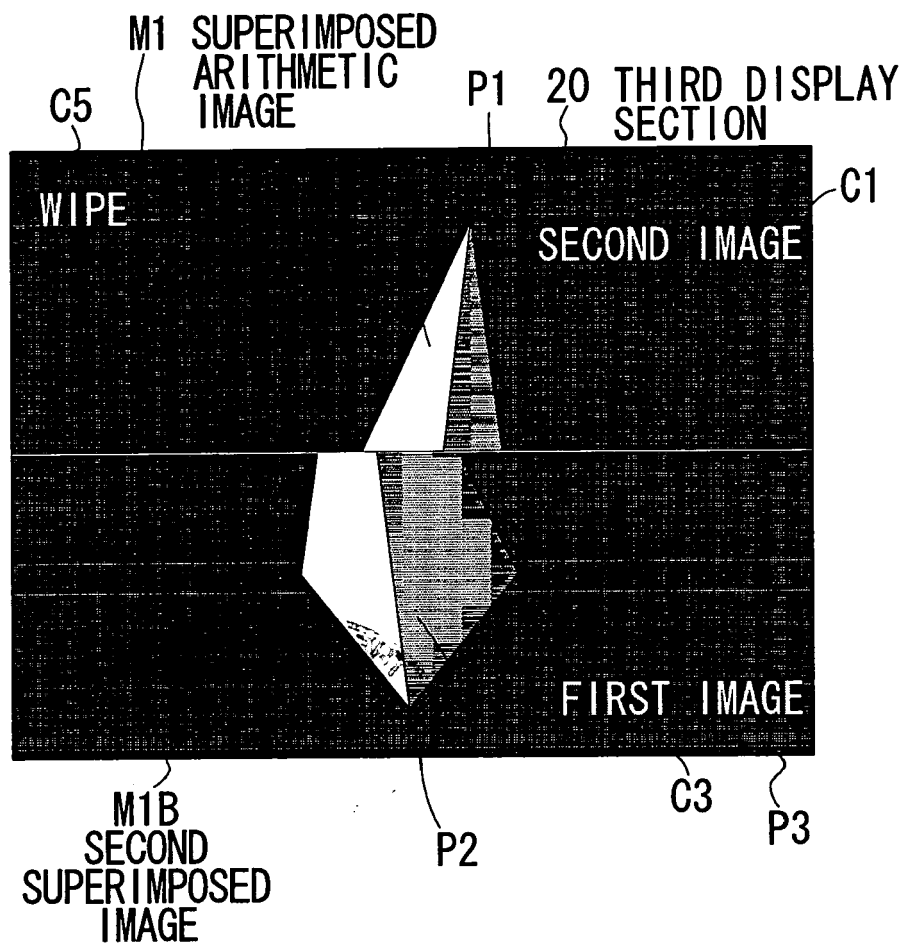 M1 SUPERIMPOSED
ARITHMETIC
IMAGE
C5
P1
20 THIRD DISPLAY
SECTION
C1
WIPE
SECOND IMAGE
FIRST IMAGE
M1B
SECOND
SUPERIMPOSED
IMAGE
P2
C3
P3